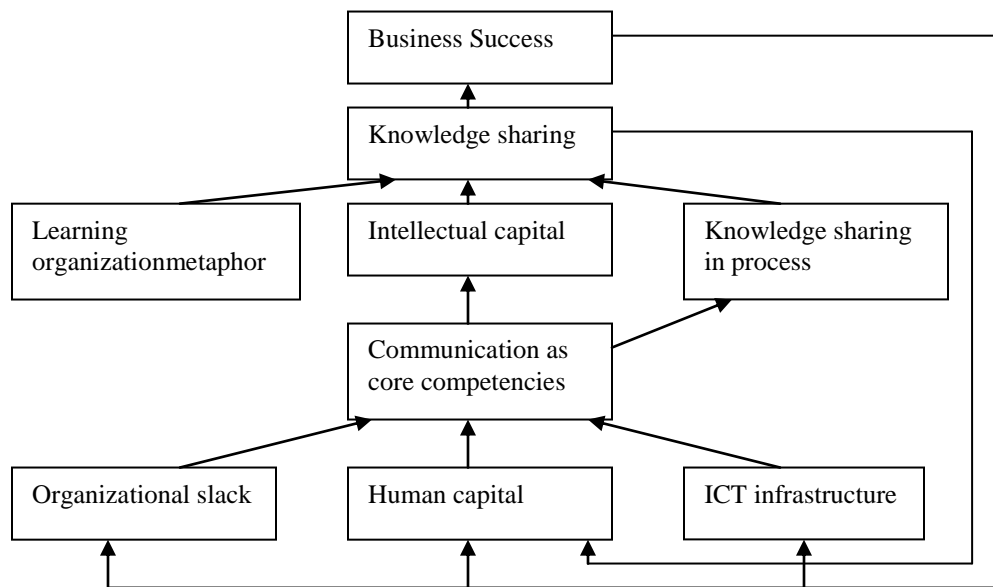 Business Success
Knowledge sharing
Learning
organizationmetaphor
Intellectual capital
Knowledge sharing
in process
Communication as
core competencies
Organizational slack
Human capital
ICT infrastructure